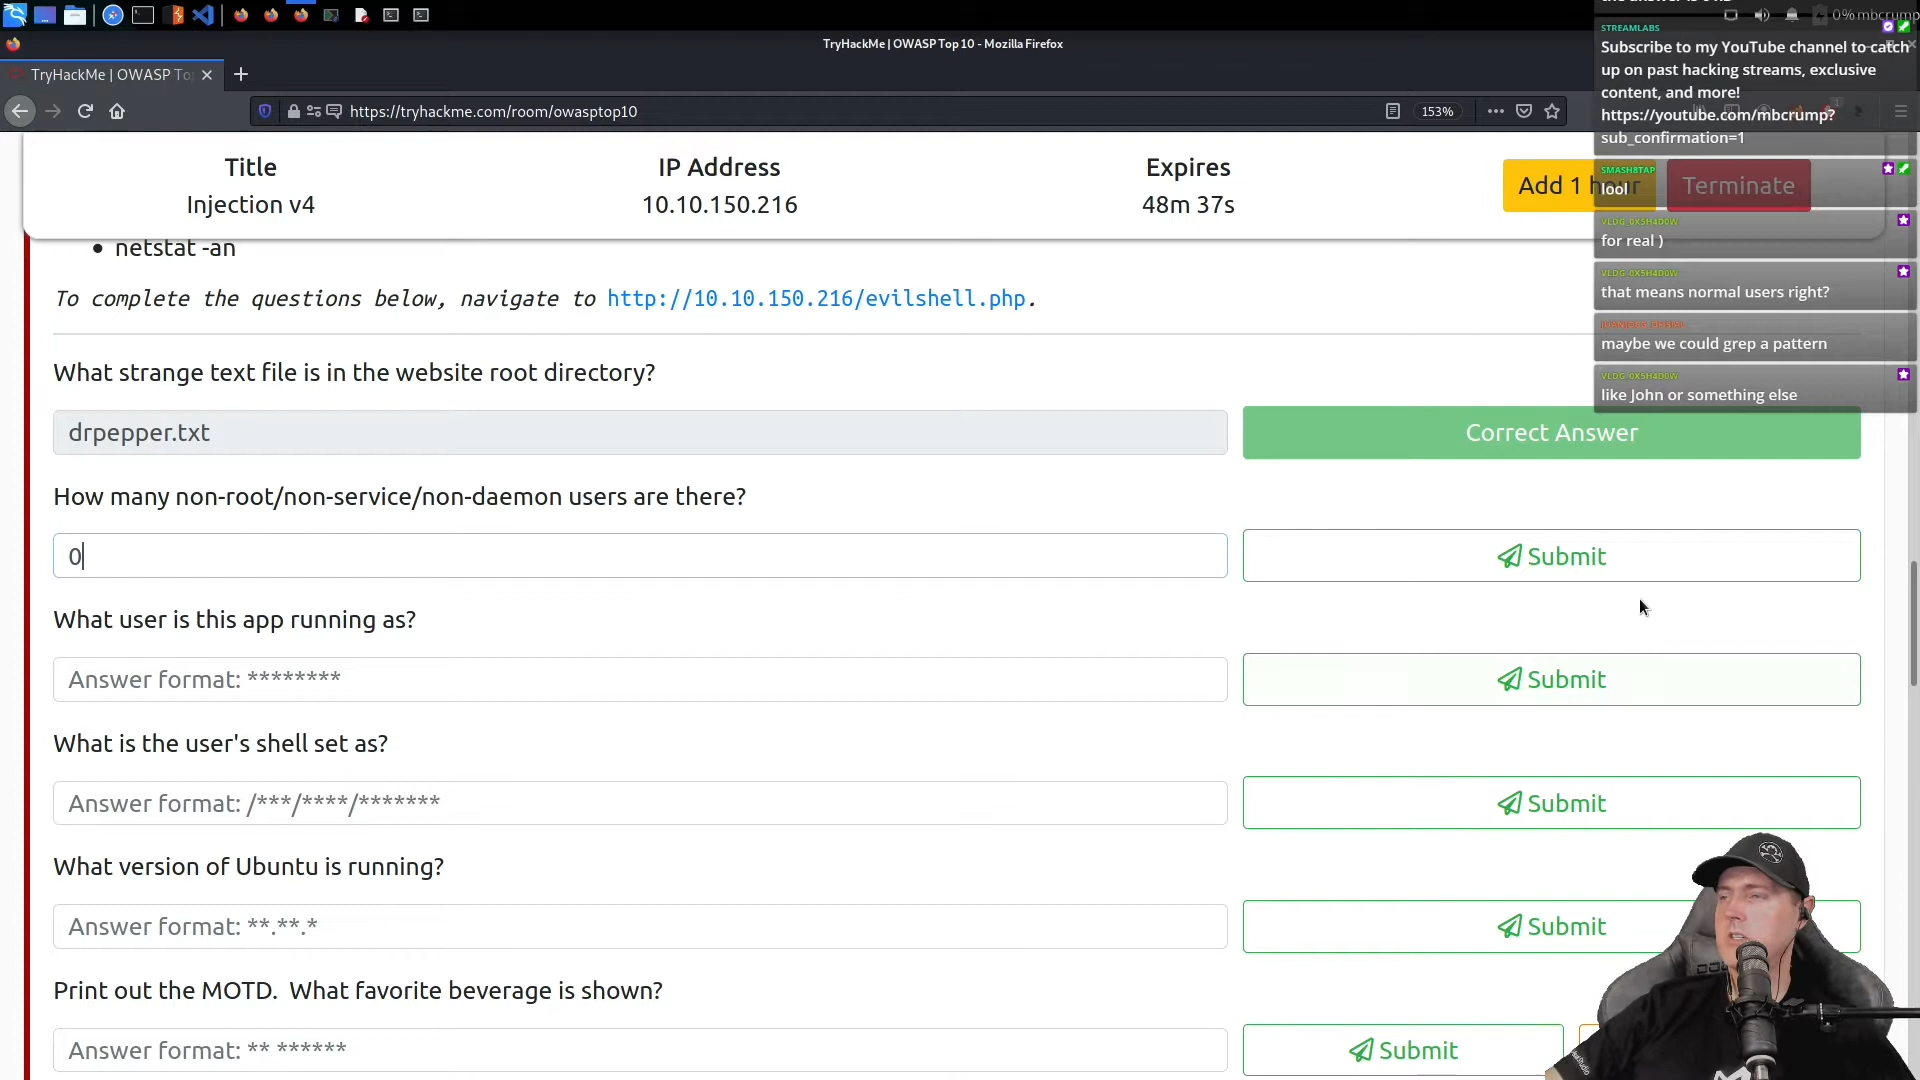 0% mbcrump
TryHackMe | OWASP Top 10 - Mozilla Firefox
TryHackMe | OWASP To
https://tryhackme.com/room/owasptop10
153%
STREAMLABS
Subscribe to my YouTube channel to catch
up on past hacking streams, exclusive
content, and more!
https://youtube.com/mbcrump?
sub_confirmation=1
SMASH8TAP
lool
VLDG_0X5H4D0W
for real )
VLDG_0X5H4D0W
that means normal users right?
maybe we could grep a pattern
VLDG_0X5H4D0W
like John or something else
Title
IP Address
Expires
Injection v4
10.10.150.216
48m 37s
Add 1 hour
Terminate
netstat -an
To complete the questions below, navigate to http://10.10.150.216/evilshell.php.
What strange text file is in the website root directory?
drpepper.txt
Correct Answer
How many non-root/non-service/non-daemon users are there?
0
Submit
What user is this app running as?
Answer format: ********
Submit
What is the user's shell set as?
Answer format: /***/****/*******
Submit
What version of Ubuntu is running?
Answer format: **.**.*
Submit
Print out the MOTD.  What favorite beverage is shown?
Answer format: ** ******
Submit